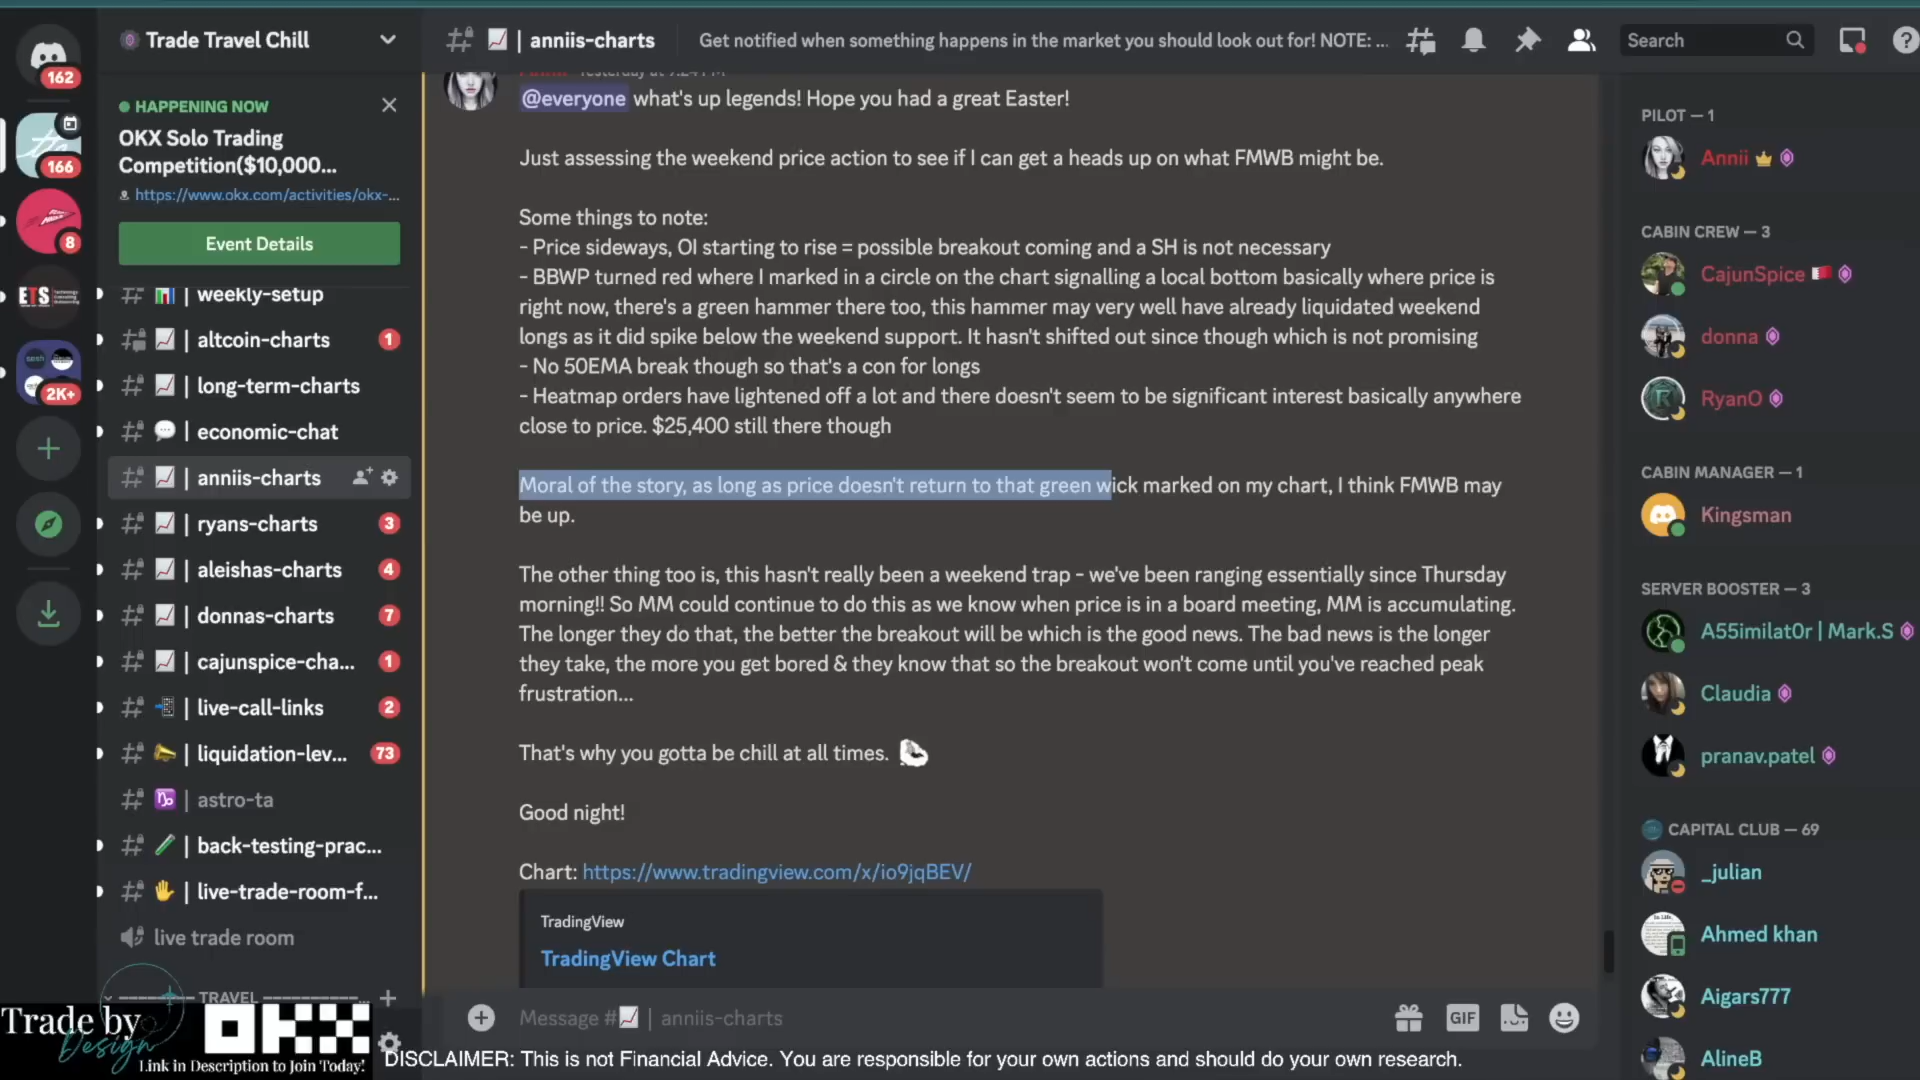 Trade Travel Chill
# | anniis-charts
Get notified when something happens in the market you should look out for! NOTE: ...
Search
162
166
8
ETS
2K+
HAPPENING NOW
OKX Solo Trading
Competition($10,000...
https://www.okx.com/activities/okx-...
Event Details
# | weekly-setup
# | altcoin-charts 1
# | long-term-charts
# | economic-chat
# | anniis-charts
# | ryans-charts 3
# | aleishas-charts 4
# | donnas-charts 7
# | cajunspice-cha... 1
# | live-call-links 2
# | liquidation-lev... 73
# | astro-ta
# | back-testing-prac...
# | live-trade-room-f...
live trade room
TRAVEL
@everyone what's up legends! Hope you had a great Easter!
Just assessing the weekend price action to see if I can get a heads up on what FMWB might be.
Some things to note:
- Price sideways, OI starting to rise = possible breakout coming and a SH is not necessary
- BBWP turned red where I marked in a circle on the chart signalling a local bottom basically where price is
right now, there's a green hammer there too, this hammer may very well have already liquidated weekend
longs as it did spike below the weekend support. It hasn't shifted out since though which is not promising
- No 50EMA break though so that's a con for longs
- Heatmap orders have lightened off a lot and there doesn't seem to be significant interest basically anywhere
close to price. $25,400 still there though
Moral of the story, as long as price doesn't return to that green wick marked on my chart, I think FMWB may
be up.
The other thing too is, this hasn't really been a weekend trap - we've been ranging essentially since Thursday
morning!! So MM could continue to do this as we know when price is in a board meeting, MM is accumulating.
The longer they do that, the better the breakout will be which is the good news. The bad news is the longer
they take, the more you get bored & they know that so the breakout won't come until you've reached peak
frustration...
That's why you gotta be chill at all times.
Good night!
Chart: https://www.tradingview.com/x/io9jqBEV/
TradingView
TradingView Chart
Message # | anniis-charts
GIF
PILOT — 1
Annii
CABIN CREW — 3
CajunSpice
donna
RyanO
CABIN MANAGER — 1
Kingsman
SERVER BOOSTER — 3
A55imilat0r | Mark.S
Claudia
pranav.patel
CAPITAL CLUB — 69
_julian
Ahmed khan
Aigars777
AlineB
Trade by
Design
OKX
Link in Description to Join Today!
DISCLAIMER: This is not Financial Advice. You are responsible for your own actions and should do your own research.